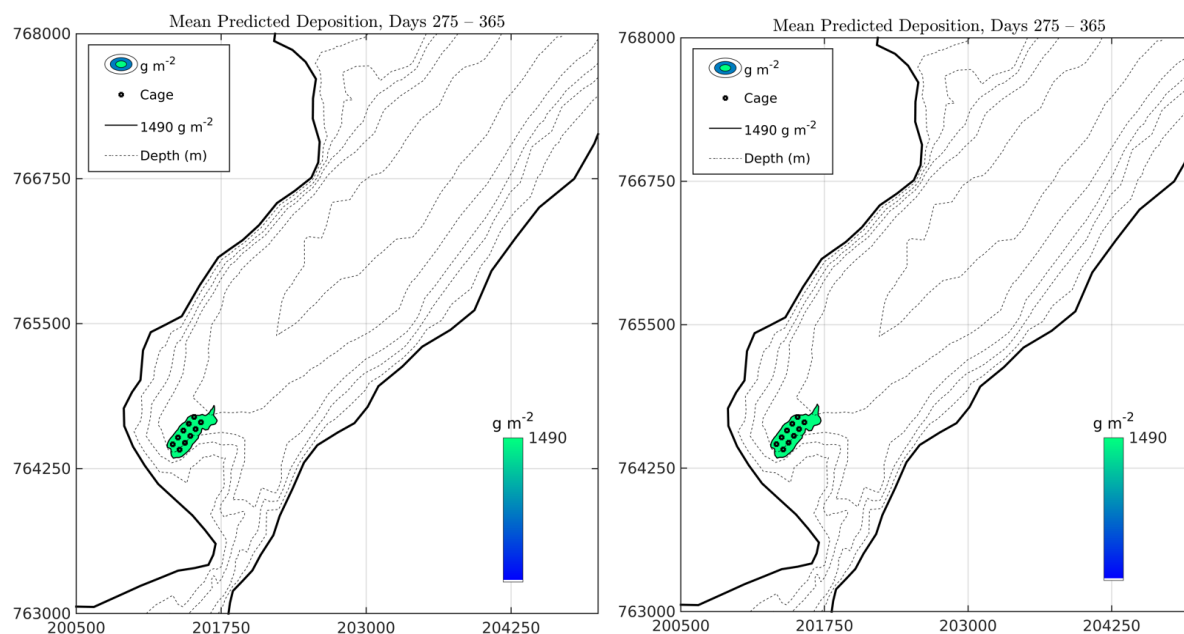 Mean Predicted Deposition, Days 275 – 365
768000
766750
765500
764250
763000
200500
201750
203000
204250
g m-2
Cage
1490 g m-2
Depth (m)
g m-2
1490
Mean Predicted Deposition, Days 275 – 365
768000
766750
765500
764250
763000
200500
201750
203000
204250
g m-2
Cage
1490 g m-2
Depth (m)
g m-2
1490